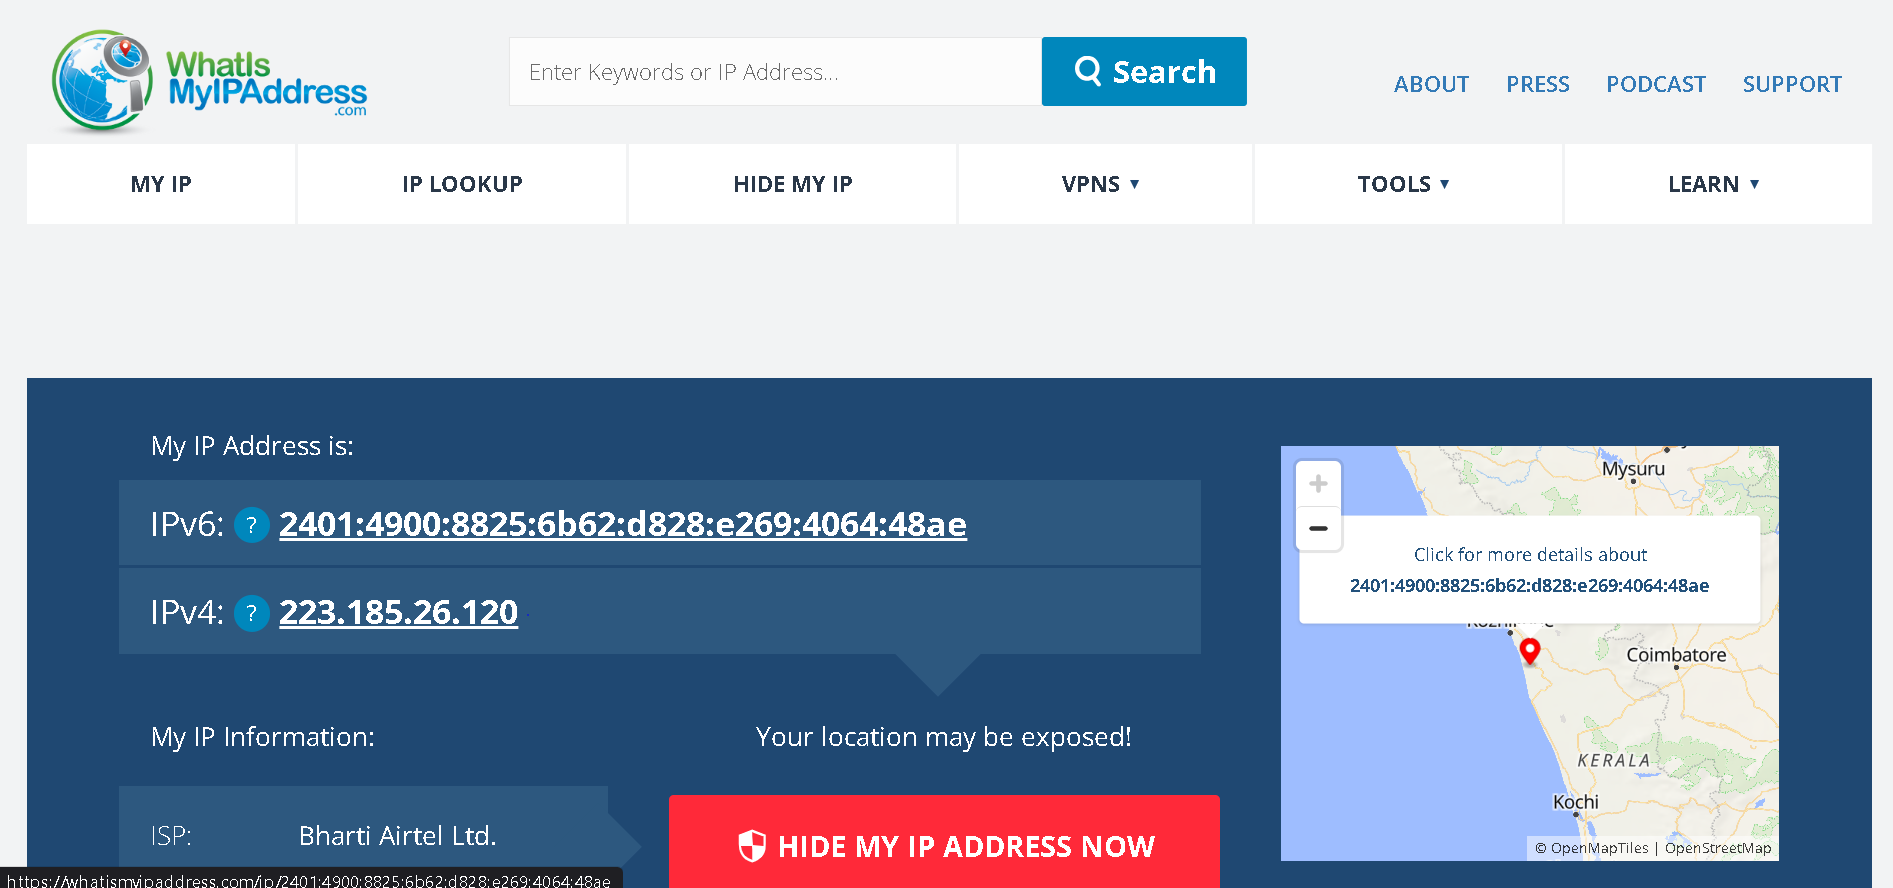 WhatIs
MyIPAddress
.com
Enter Keywords or IP Address...
Search
ABOUT PRESS PODCAST SUPPORT
MY IP IP LOOKUP HIDE MY IP VPNS ▼ TOOLS ▼ LEARN ▼
My IP Address is:
IPv6: ? 2401:4900:8825:6b62:d828:e269:4064:48ae
IPv4: ? 223.185.26.120
My IP Information:
Your location may be exposed!
ISP: Bharti Airtel Ltd.
HIDE MY IP ADDRESS NOW
+
−
Mysuru
Click for more details about
2401:4900:8825:6b62:d828:e269:4064:48ae
Coimbatore
KERALA
Kochi
© OpenMapTiles | OpenStreetMap
https://whatismyipaddress.com/ip/2401:4900:8825:6b62:d828:e269:4064:48ae